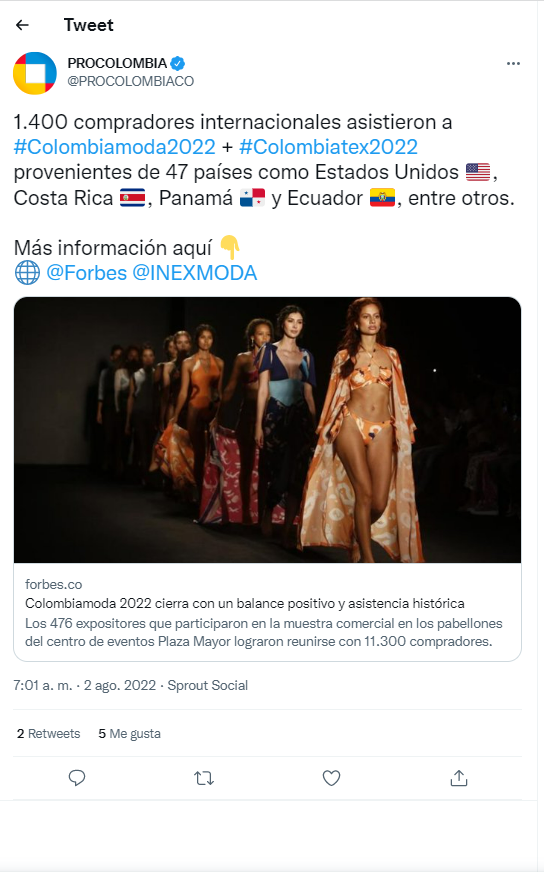 Tweet
PROCOLOMBIA
@PROCOLOMBIACO
1.400 compradores internacionales asistieron a
#Colombiamoda2022 + #Colombiatex2022
provenientes de 47 países como Estados Unidos 🇺🇸,
Costa Rica 🇨🇷, Panamá 🇵🇦 y Ecuador 🇪🇨, entre otros.
Más información aquí 👇
🌐 @Forbes @INEXMODA
forbes.co
Colombiamoda 2022 cierra con un balance positivo y asistencia histórica
Los 476 expositores que participaron en la muestra comercial en los pabellones
del centro de eventos Plaza Mayor lograron reunirse con 11.300 compradores.
7:01 a. m. · 2 ago. 2022 · Sprout Social
2 Retweets 5 Me gusta